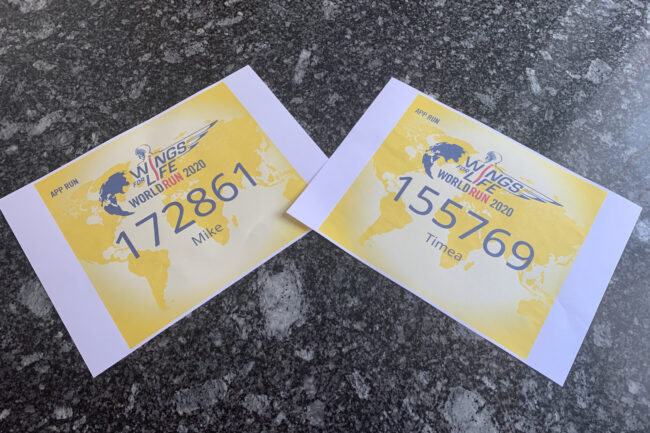 APP RUN
WINGS
FOR LIFE
WORLD RUN 2020
172861
Mike
APP RUN
WINGS
FOR LIFE
WORLD RUN 2020
155769
Timea